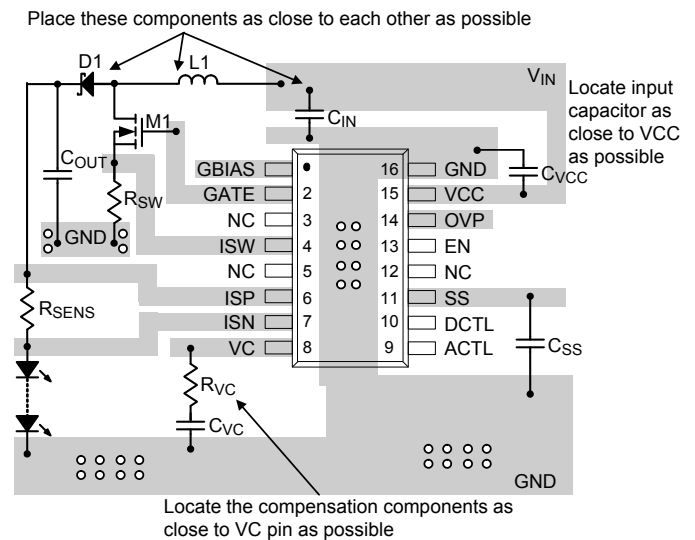 Place these components as close to each other as possible
D1
L1
VIN
M1
CIN
Locate input
capacitor as
close to VCC
as possible
COUT
CVCC
RSW
GND
GBIAS
16
GND
GATE
2
15
VCC
NC
3
14
OVP
ISW
4
13
EN
NC
5
12
NC
ISP
6
11
SS
ISN
7
10
DCTL
VC
8
9
ACTL
RSENS
CSS
RVC
CVC
GND
Locate the compensation components as
close to VC pin as possible